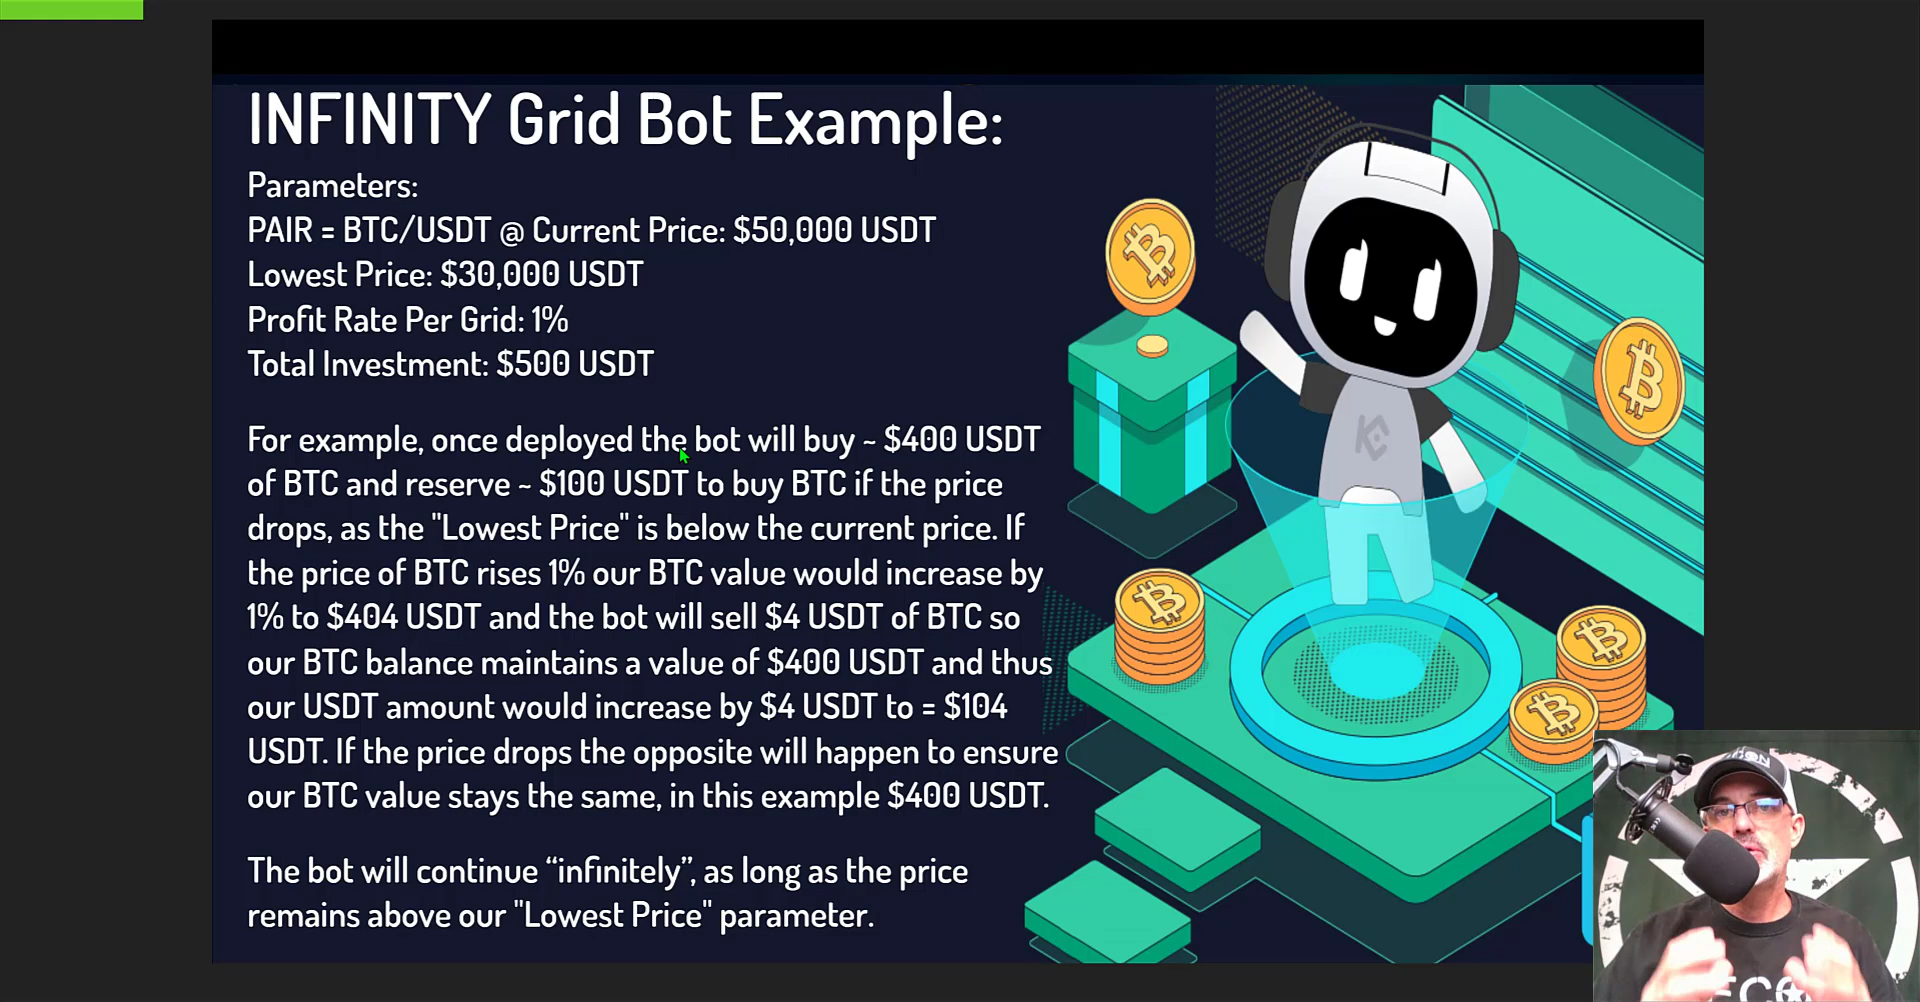 INFINITY Grid Bot Example:
Parameters:
PAIR = BTC/USDT @ Current Price: $50,000 USDT
Lowest Price: $30,000 USDT
Profit Rate Per Grid: 1%
Total Investment: $500 USDT
For example, once deployed the bot will buy ~ $400 USDT
of BTC and reserve ~ $100 USDT to buy BTC if the price
drops, as the "Lowest Price" is below the current price. If
the price of BTC rises 1% our BTC value would increase by
1% to $404 USDT and the bot will sell $4 USDT of BTC so
our BTC balance maintains a value of $400 USDT and thus
our USDT amount would increase by $4 USDT to = $104
USDT. If the price drops the opposite will happen to ensure
our BTC value stays the same, in this example $400 USDT.
The bot will continue “infinitely”, as long as the price
remains above our "Lowest Price" parameter.